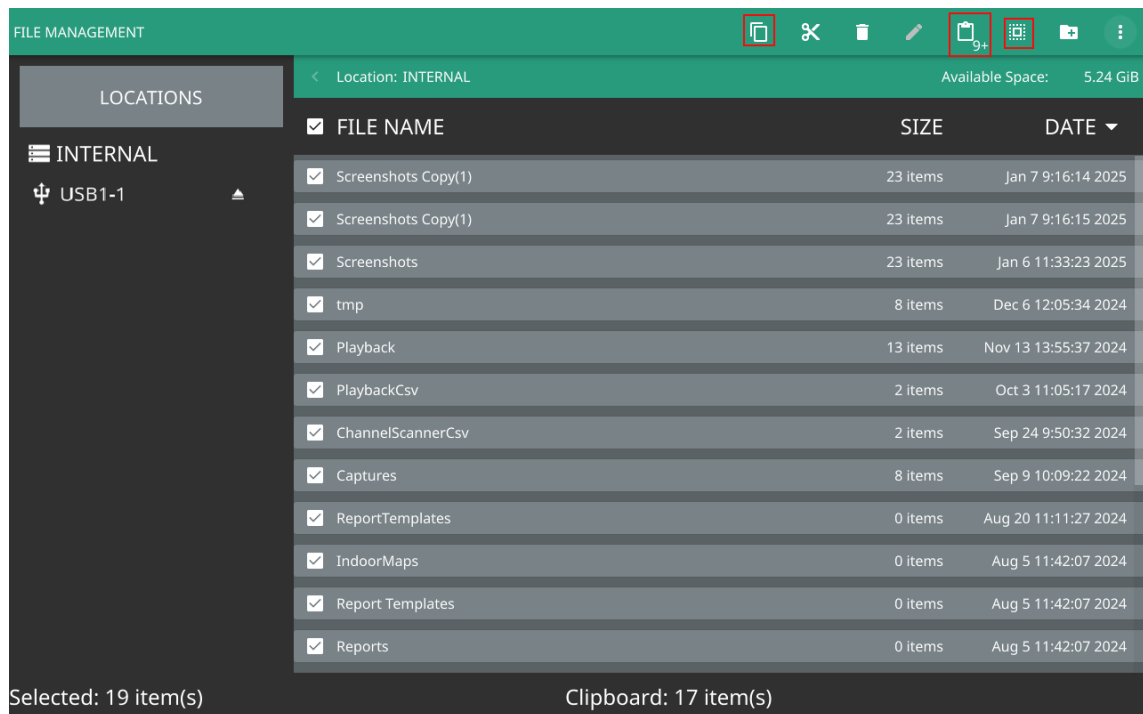 FILE MANAGEMENT
9+
LOCATIONS
INTERNAL
USB1-1
Location: INTERNAL Available Space: 5.24 GiB
FILE NAME SIZE DATE
Screenshots Copy(1) 23 items Jan 7 9:16:14 2025
Screenshots Copy(1) 23 items Jan 7 9:16:15 2025
Screenshots 23 items Jan 6 11:33:23 2025
tmp 8 items Dec 6 12:05:34 2024
Playback 13 items Nov 13 13:55:37 2024
PlaybackCsv 2 items Oct 3 11:05:17 2024
ChannelScannerCsv 2 items Sep 24 9:50:32 2024
Captures 8 items Sep 9 10:09:22 2024
ReportTemplates 0 items Aug 20 11:11:27 2024
IndoorMaps 0 items Aug 5 11:42:07 2024
Report Templates 0 items Aug 5 11:42:07 2024
Reports 0 items Aug 5 11:42:07 2024
Selected: 19 item(s) Clipboard: 17 item(s)